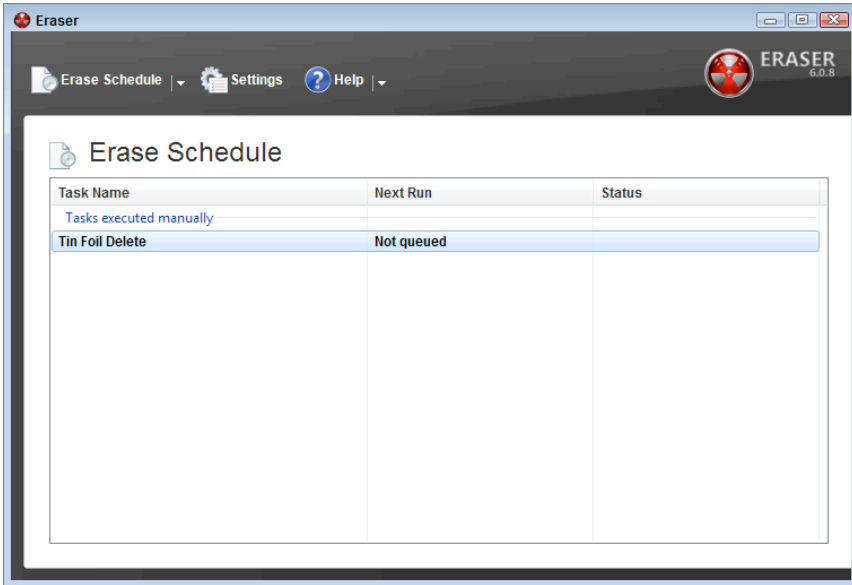 Eraser
Erase Schedule Settings ? Help
ERASER
6.0.8
Erase Schedule
Task Name Next Run Status
Tasks executed manually
Tin Foil Delete Not queued